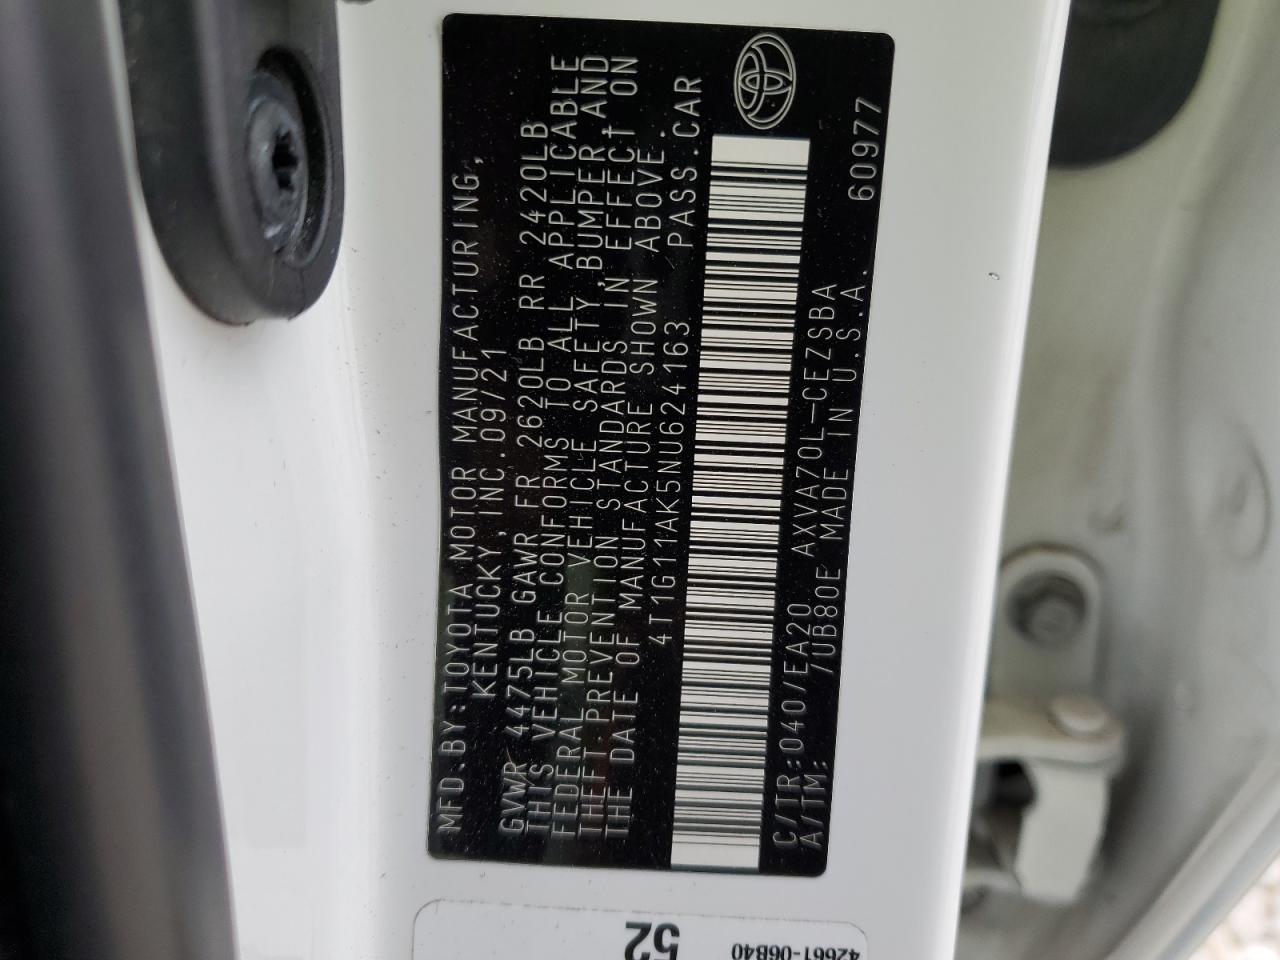 MFD.BY:TOYOTA MOTOR MANUFACTURING,
KENTUCKY,INC.09/21
GVWR 4475LB GAWR FR 2620LB RR 2420LB
THIS VEHICLE CONFORMS TO ALL APPLICABLE
FEDERAL MOTOR VEHICLE SAFETY,BUMPER,AND
THEFT PREVENTION STANDARDS IN EFFECT ON
THE DATE OF MANUFACTURE SHOWN ABOVE.
4T1G11AK5NU624163 PASS.CAR
C/TR:040/EA20 AXVA70L-CEZSBA
A/TM: /UB80E MADE IN U.S.A. 60977
52
42661-06B40